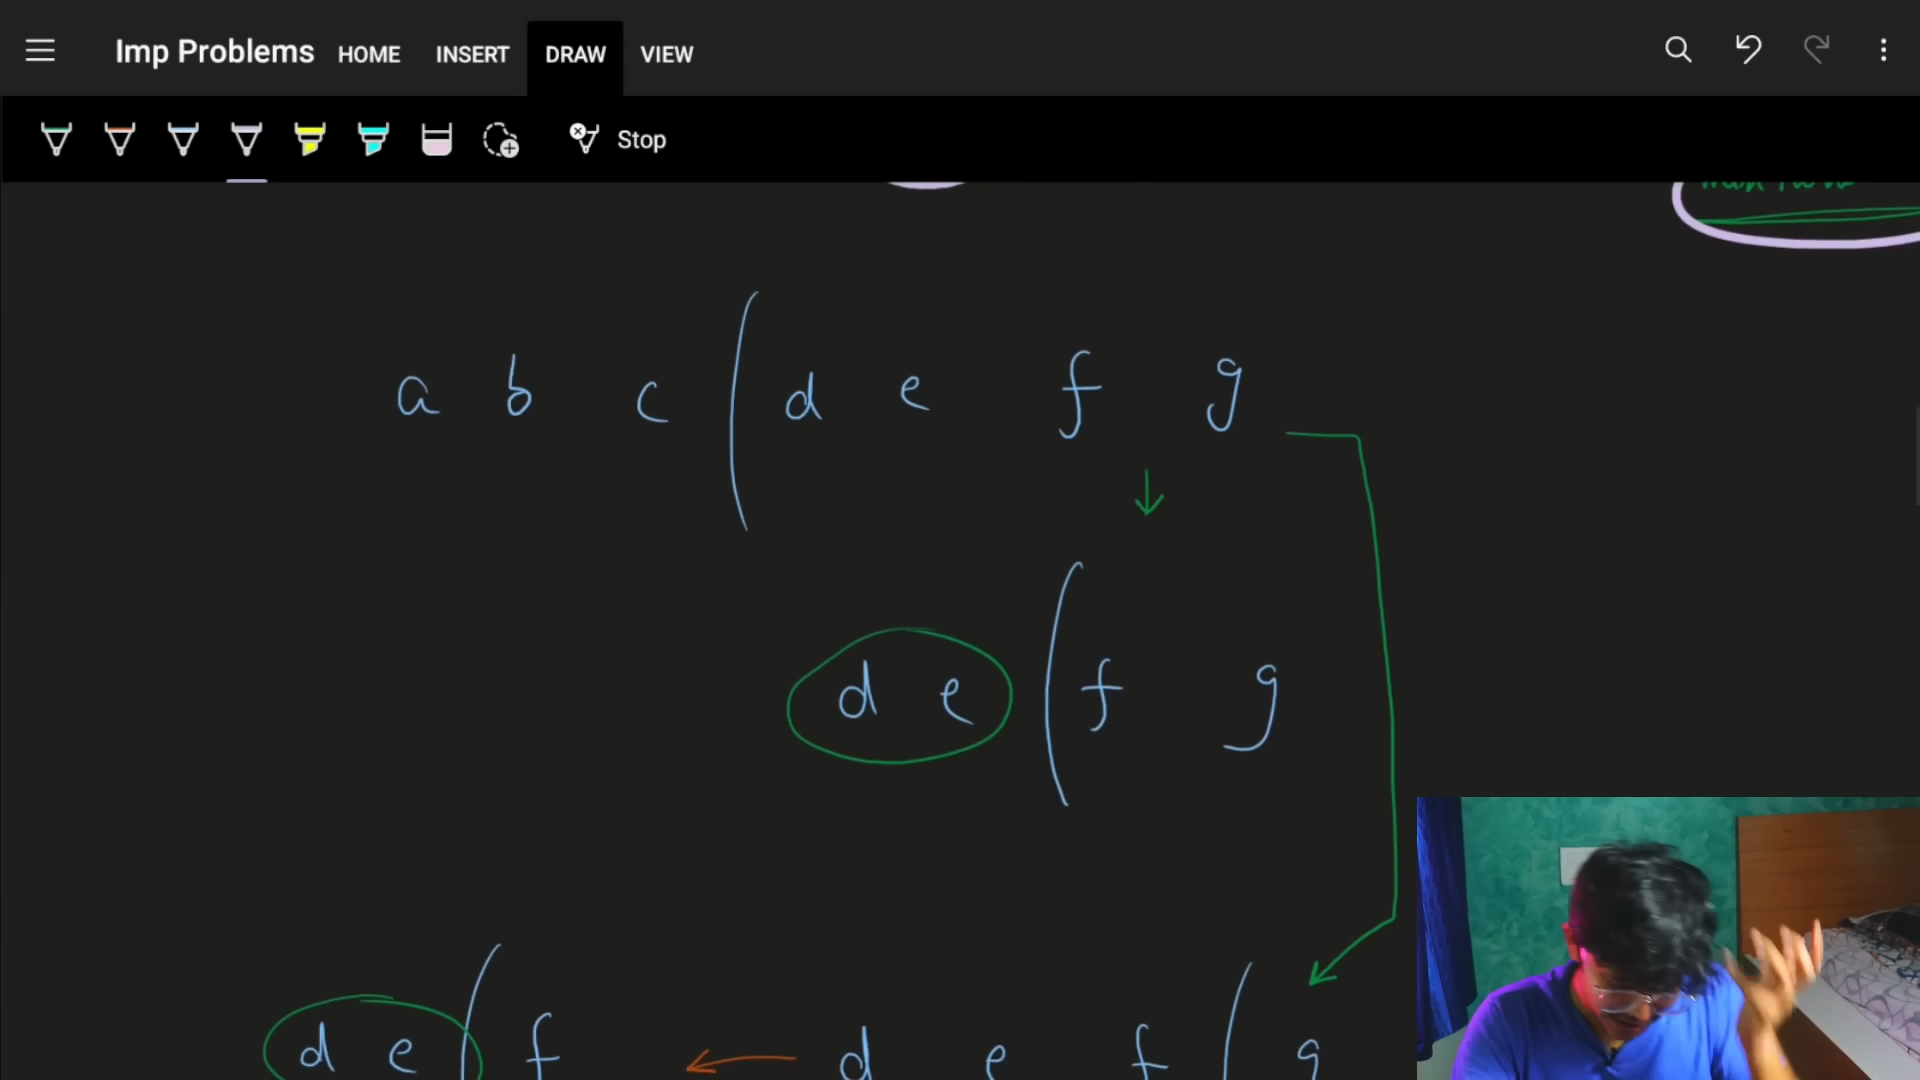 Imp Problems HOME INSERT DRAW VIEW
Stop
a b c ( d e f g
d e ( f g
d e ( f ← d e f ( g